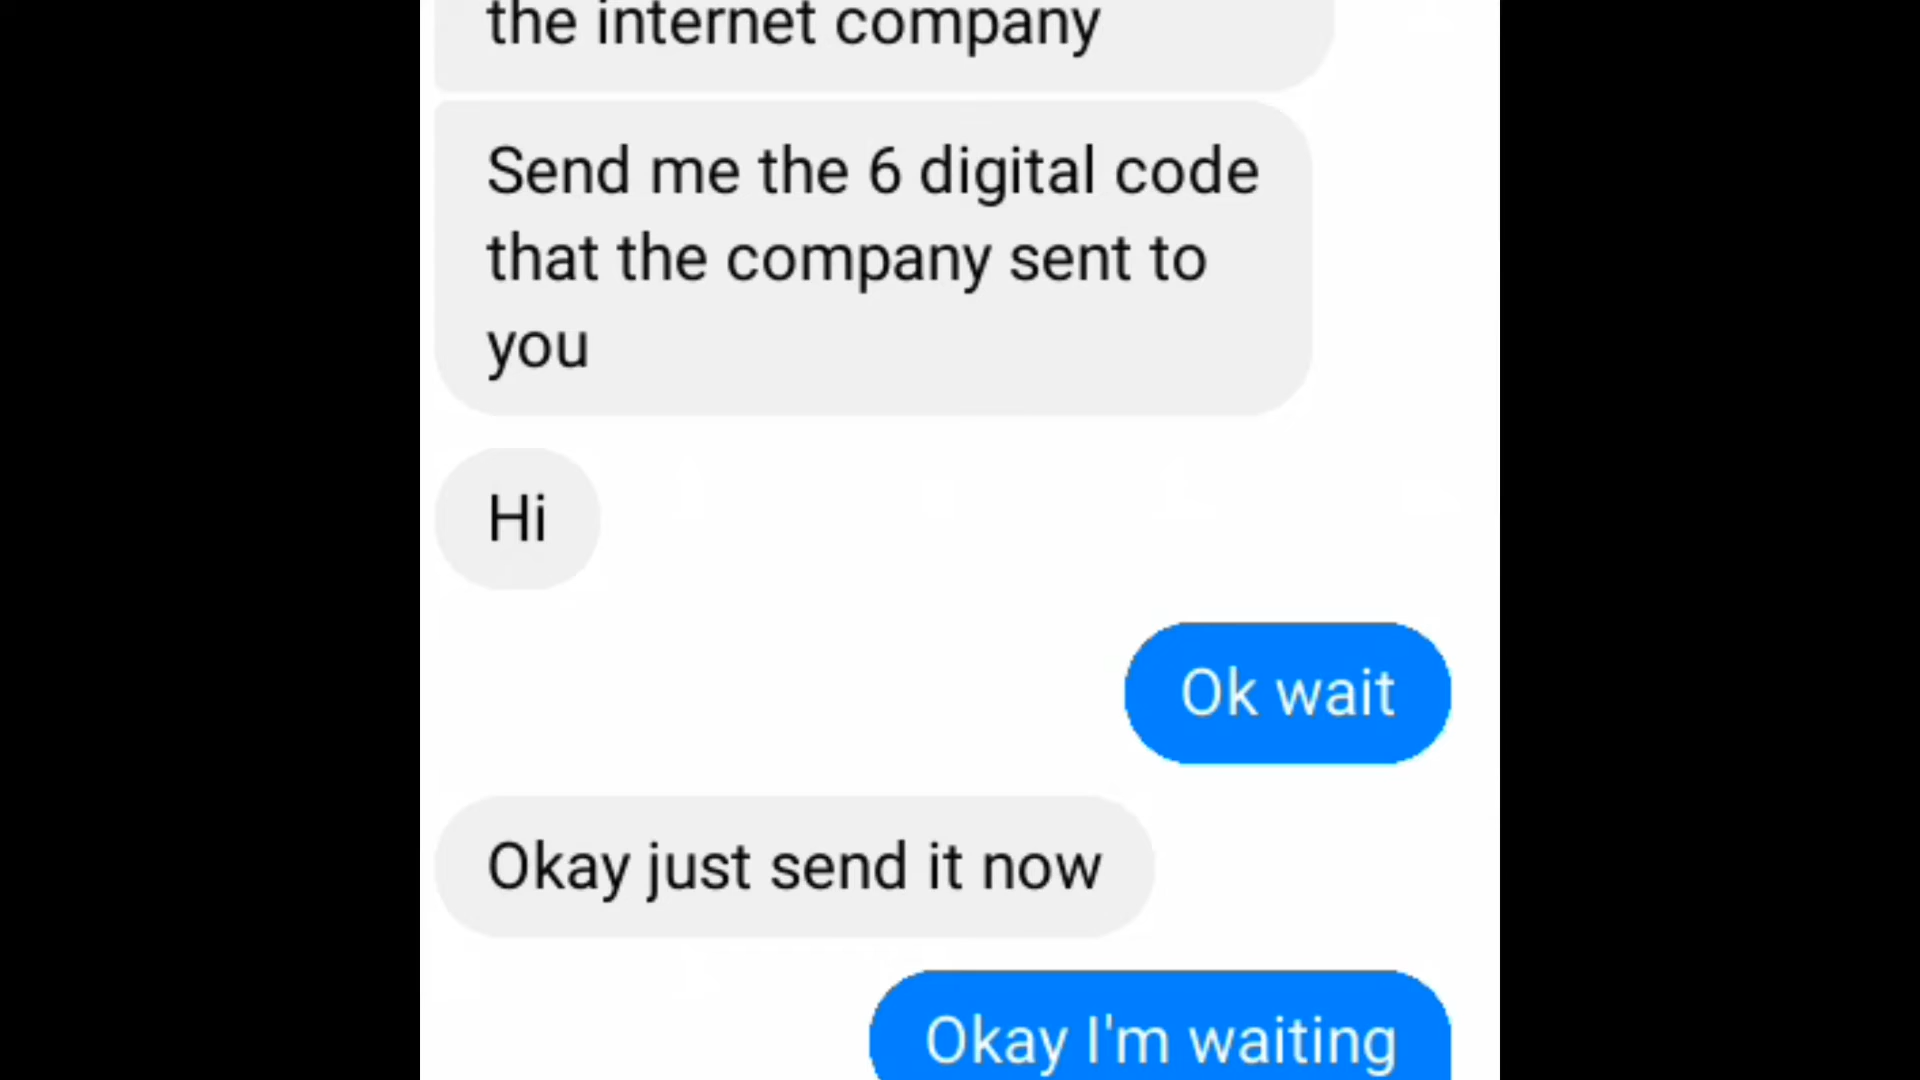 the internet company
Send me the 6 digital code
that the company sent to
you
Hi
Ok wait
Okay just send it now
Okay I'm waiting